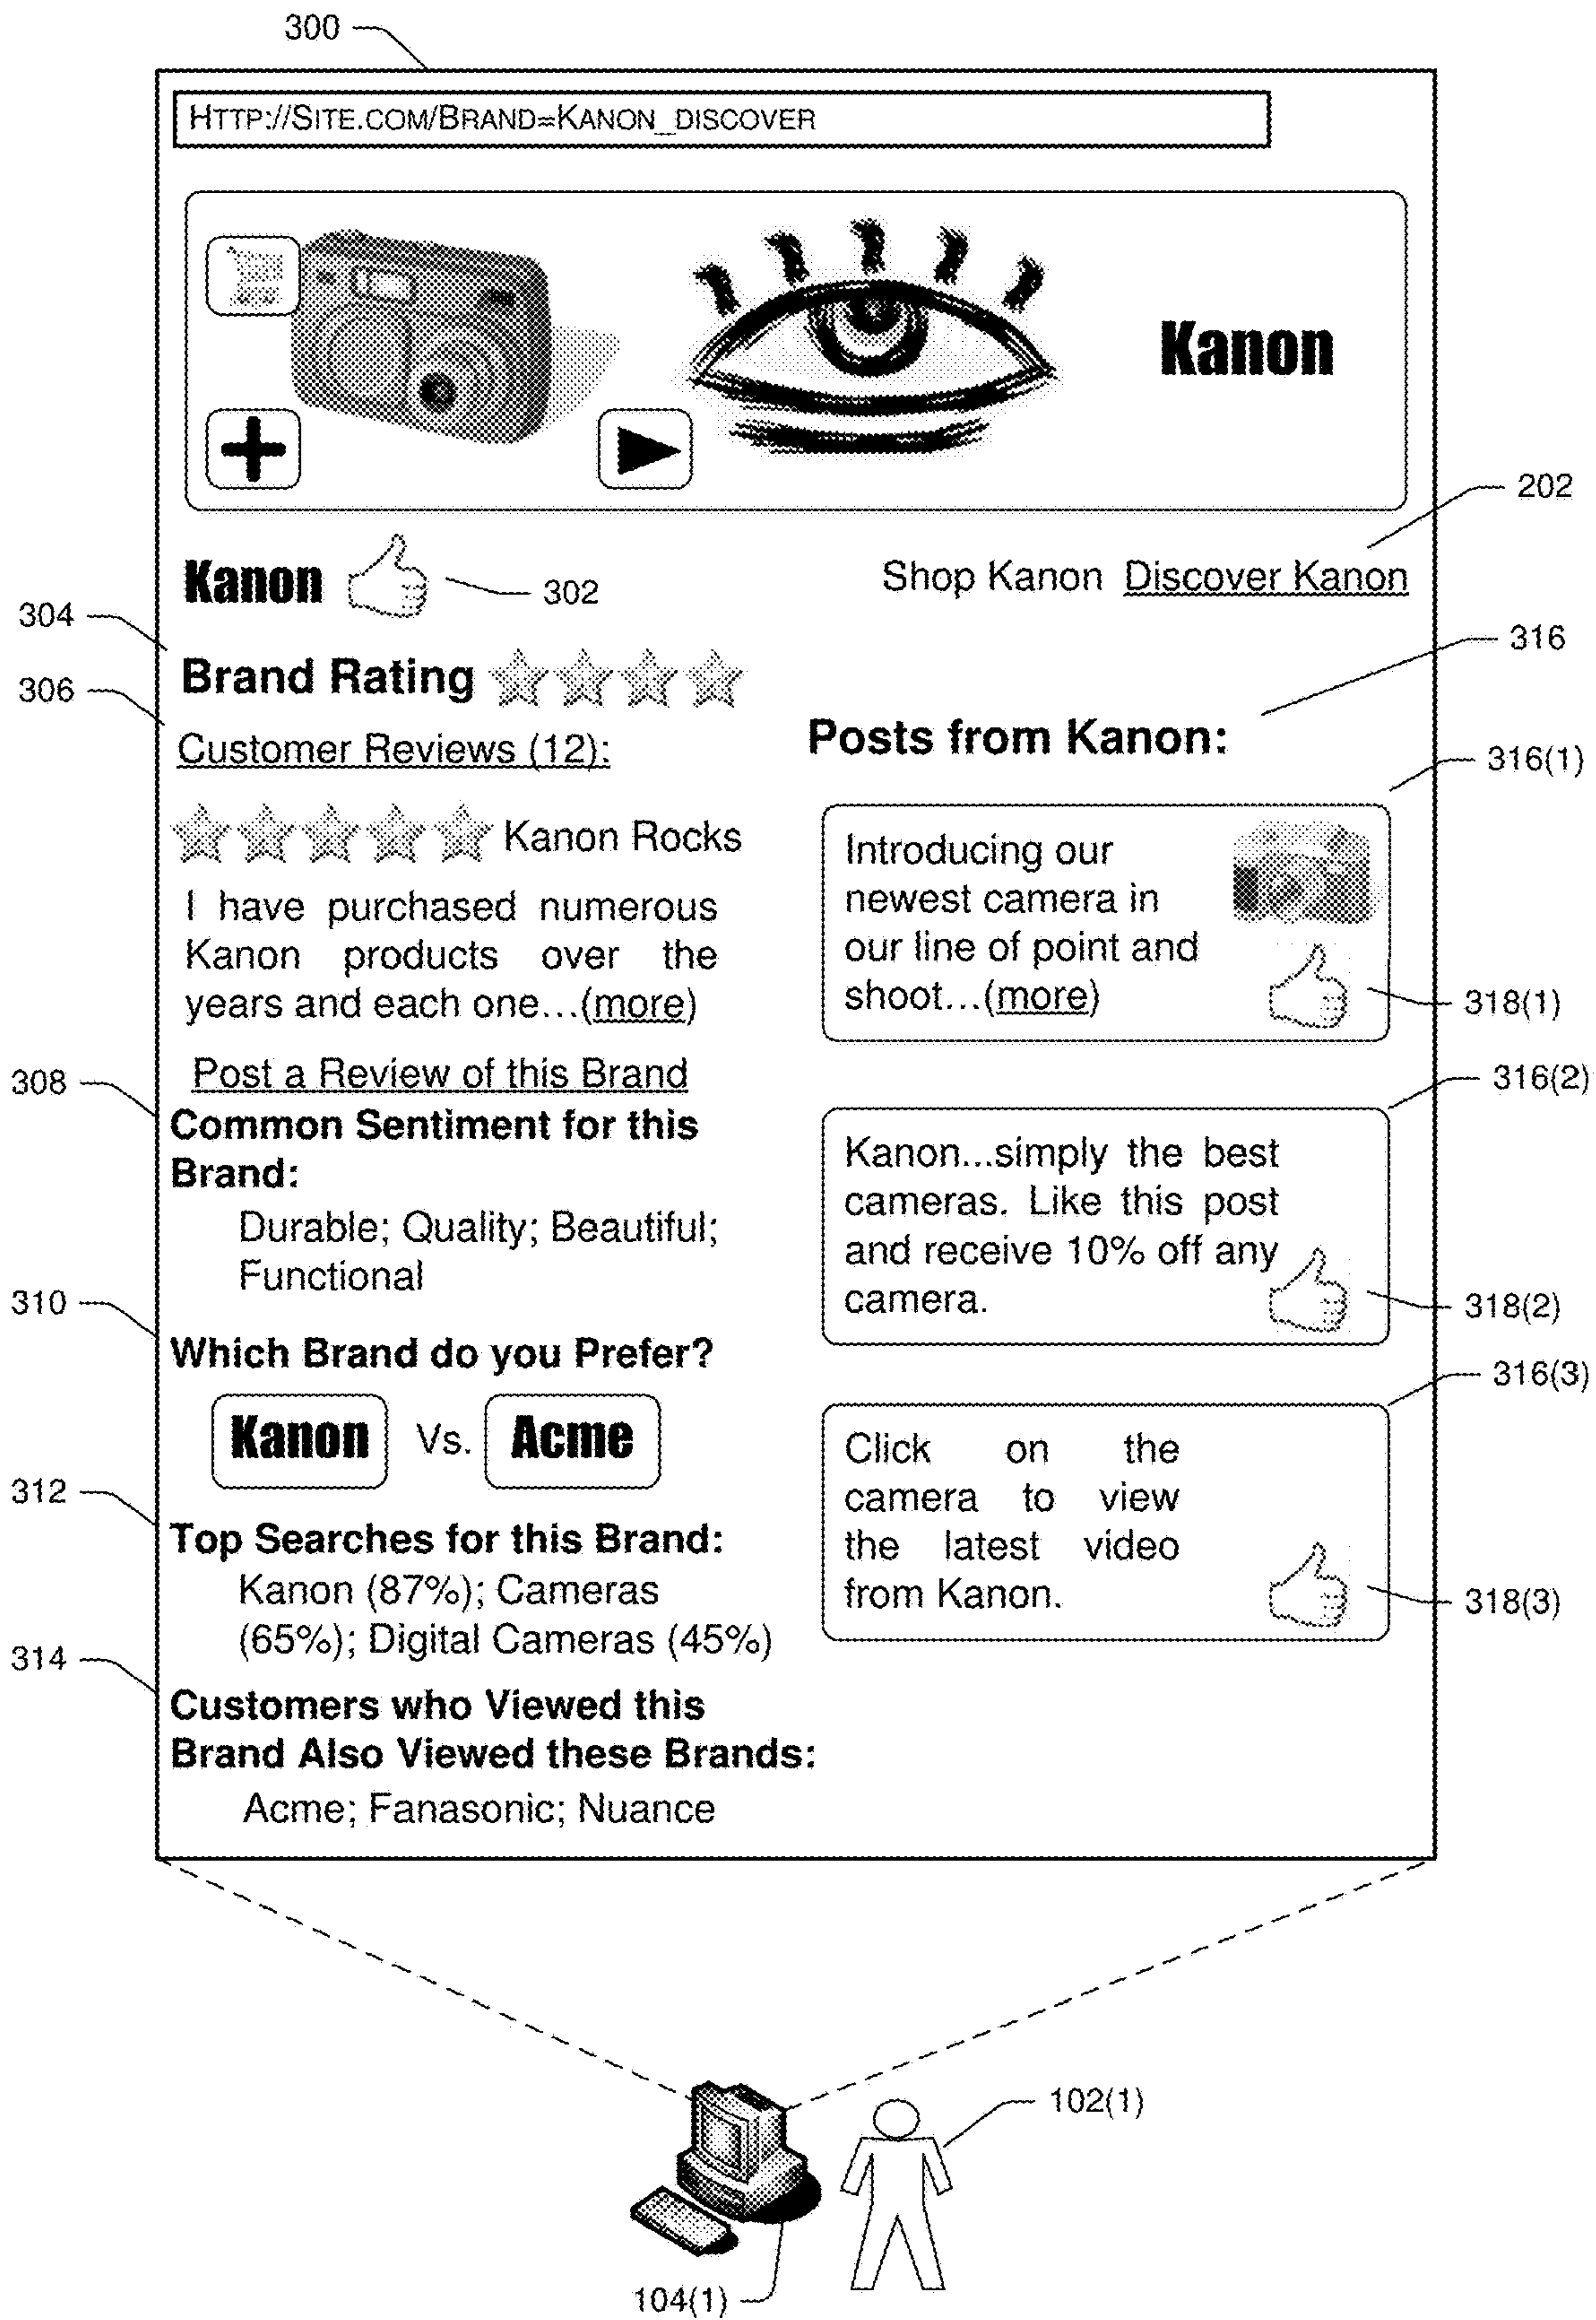 300
HTTP://SITE.COM/BRAND=KANON_DISCOVER
Kanon
202
Kanon
302
Shop Kanon Discover Kanon
304
Brand Rating
316
306
Customer Reviews (12):
Posts from Kanon:
316(1)
Kanon Rocks
I have purchased numerous
Kanon products over the
years and each one...(more)
Introducing our
newest camera in
our line of point and
shoot...(more)
318(1)
Post a Review of this Brand
308
Common Sentiment for this
Brand:
Durable; Quality; Beautiful;
Functional
316(2)
Kanon...simply the best
cameras. Like this post
and receive 10% off any
camera.
318(2)
310
Which Brand do you Prefer?
Kanon Vs. Acme
316(3)
Click on the
camera to view
the latest video
from Kanon.
318(3)
312
Top Searches for this Brand:
Kanon (87%); Cameras
(65%); Digital Cameras (45%)
314
Customers who Viewed this
Brand Also Viewed these Brands:
Acme; Fanasonic; Nuance
102(1)
104(1)